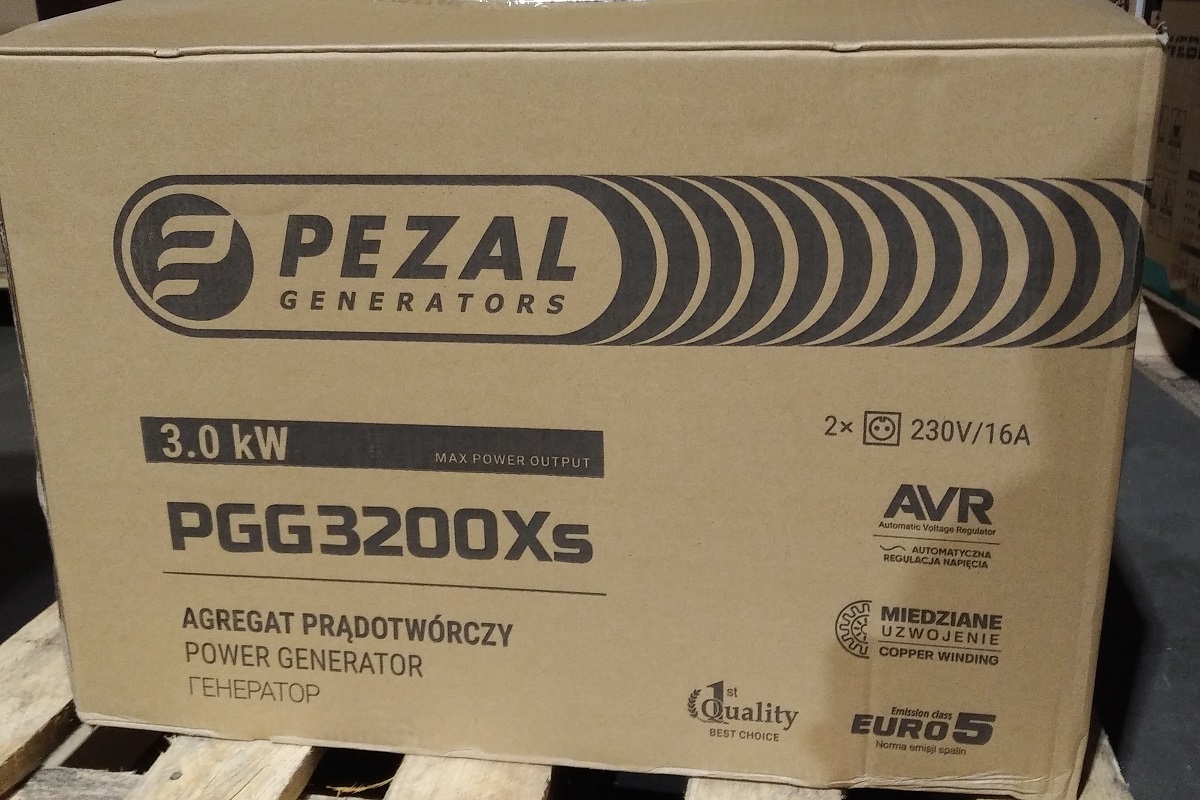 PEZAL
GENERATORS
3.0 kW
MAX POWER OUTPUT
2× 230V/16A
PGG3200Xs
AVR
Automatic Voltage Regulator
AUTOMATYCZNA
REGULACJA NAPIĘCIA
AGREGAT PRĄDOTWÓRCZY
POWER GENERATOR
ГЕНЕРАТОР
MIEDZIANE
UZWOJENIE
COPPER WINDING
1st
Quality
BEST CHOICE
Emission class
EURO 5
Norma emisji spalin